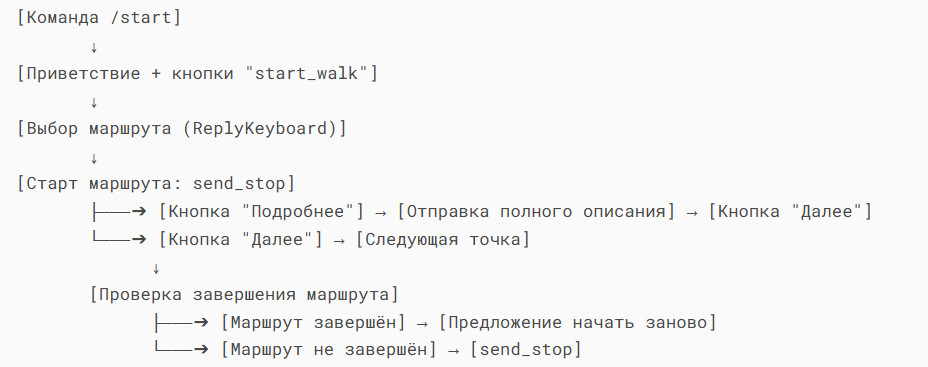 [Команда /start]
↓
[Приветствие + кнопки "start_walk"]
↓
[Выбор маршрута (ReplyKeyboard)]
↓
[Старт маршрута: send_stop]
├───➔ [Кнопка "Подробнее"] → [Отправка полного описания] → [Кнопка "Далее"]
└───➔ [Кнопка "Далее"] → [Следующая точка]
↓
[Проверка завершения маршрута]
├───➔ [Маршрут завершён] → [Предложение начать заново]
└───➔ [Маршрут не завершён] → [send_stop]